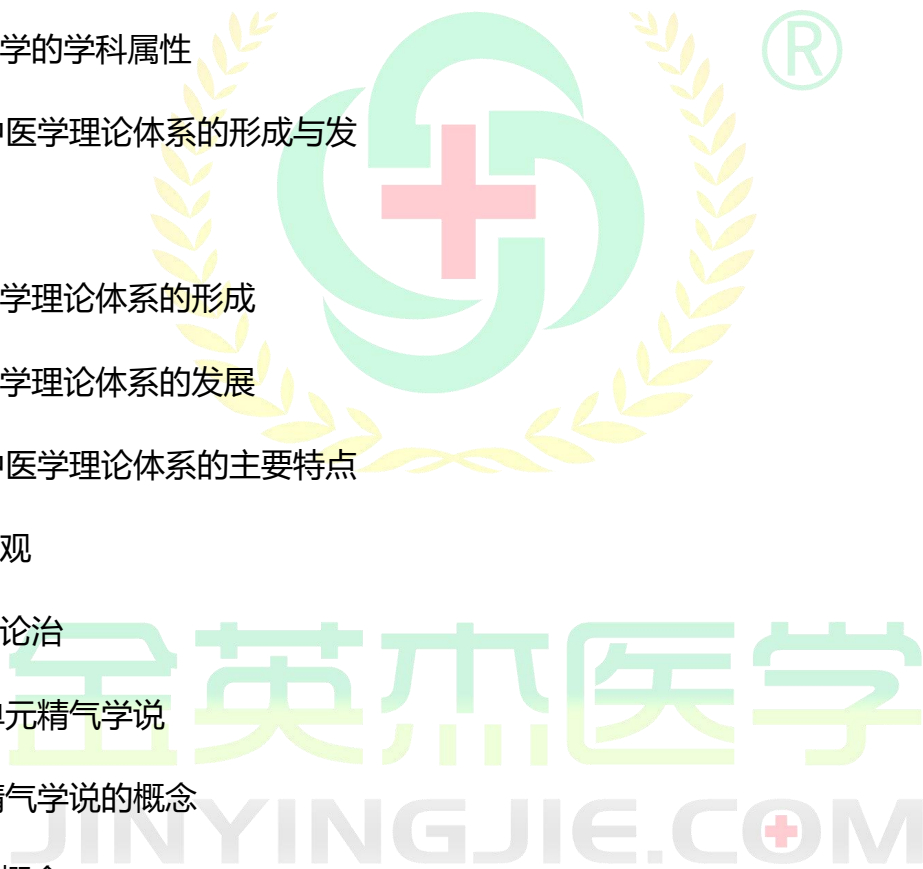 ®
学的学科属性
中医学理论体系的形成与发
学理论体系的形成
学理论体系的发展
中医学理论体系的主要特点
观
论治
单元精气学说
精气学说的概念
金英杰医学
JINYINGJIE.COM